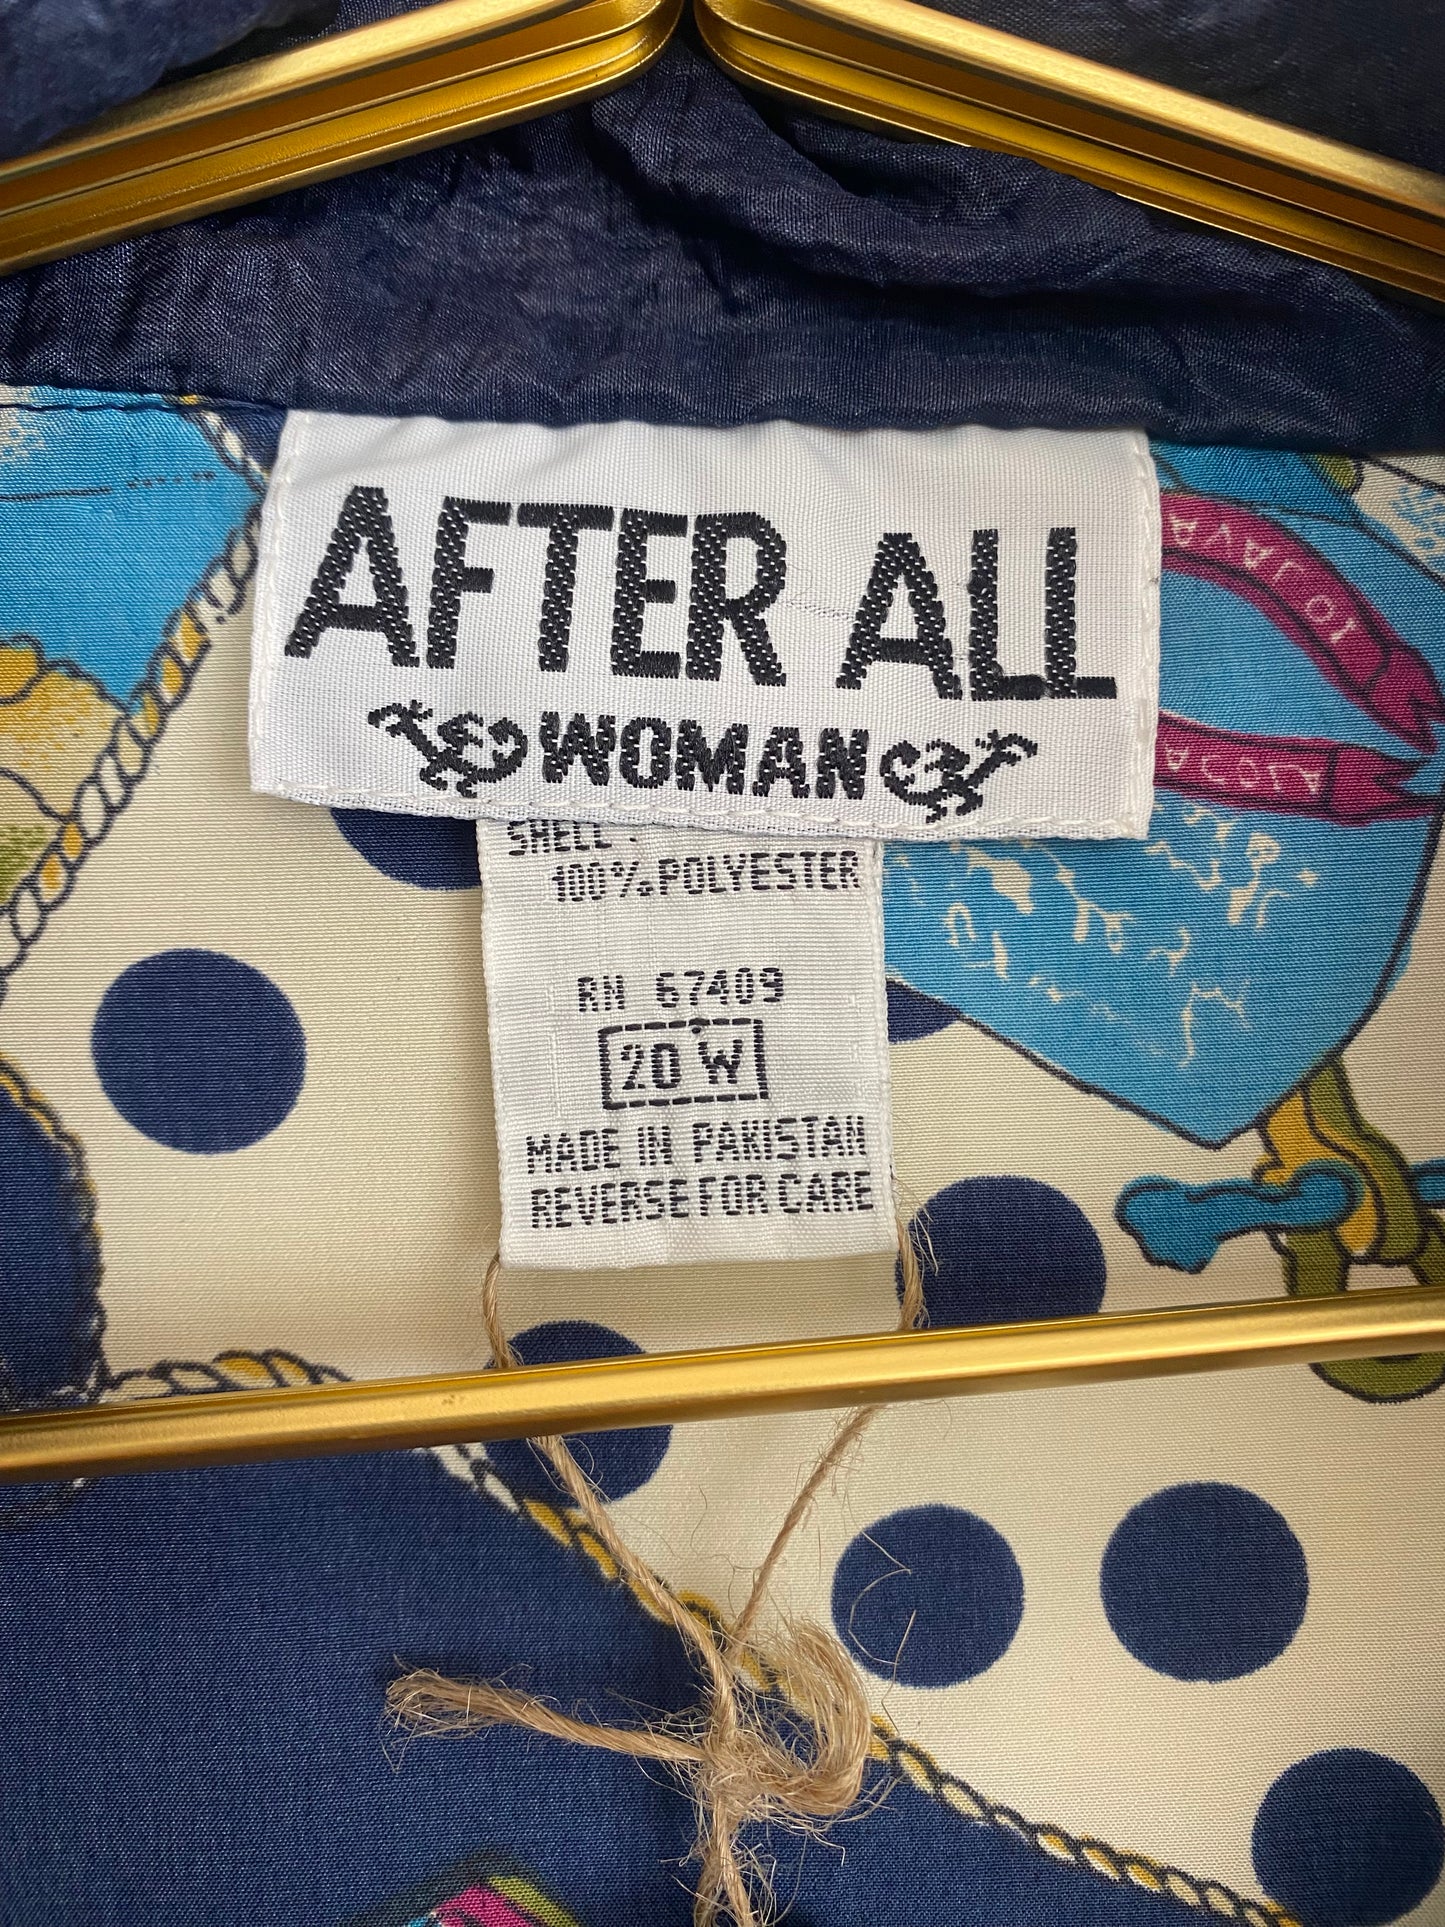 AFTER ALL
WOMAN
SHELL :
100% POLYESTER
RN 67409
20 W
MADE IN PAKISTAN
REVERSE FOR CARE